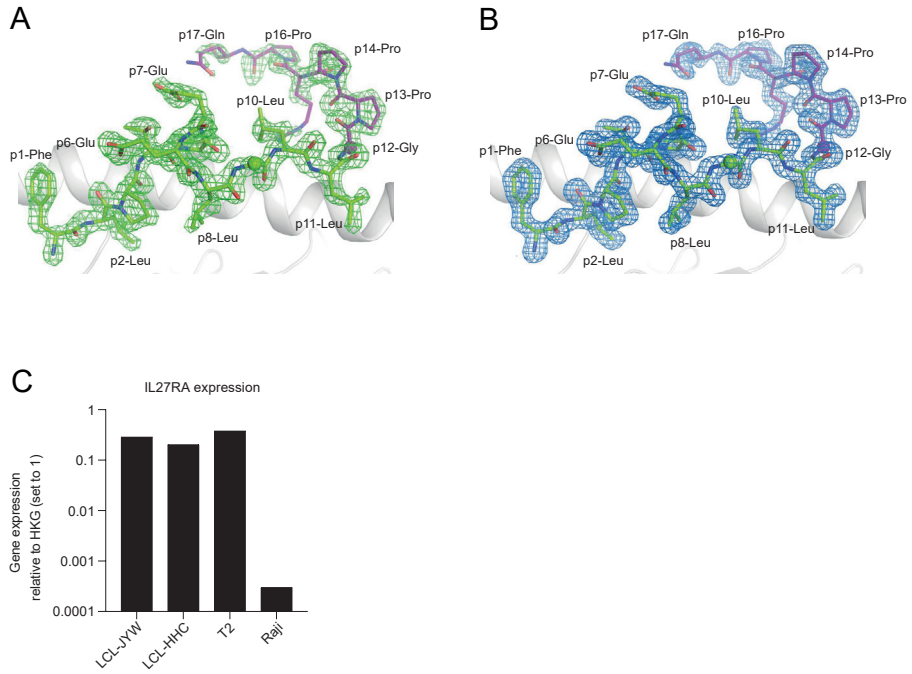 A
p17-Gln
p16-Pro
p14-Pro
p7-Glu
p13-Pro
p10-Leu
p6-Glu
p1-Phe
p12-Gly
p11-Leu
p8-Leu
p2-Leu
B
p17-Gln
p16-Pro
p14-Pro
p7-Glu
p13-Pro
p10-Leu
p6-Glu
p1-Phe
p12-Gly
p11-Leu
p8-Leu
p2-Leu
C
IL27RA expression
Gene expression
relative to HKG (set to 1)
1
0.1
0.01
0.001
0.0001
LCL-JYW
LCL-HHC
T2
Raji